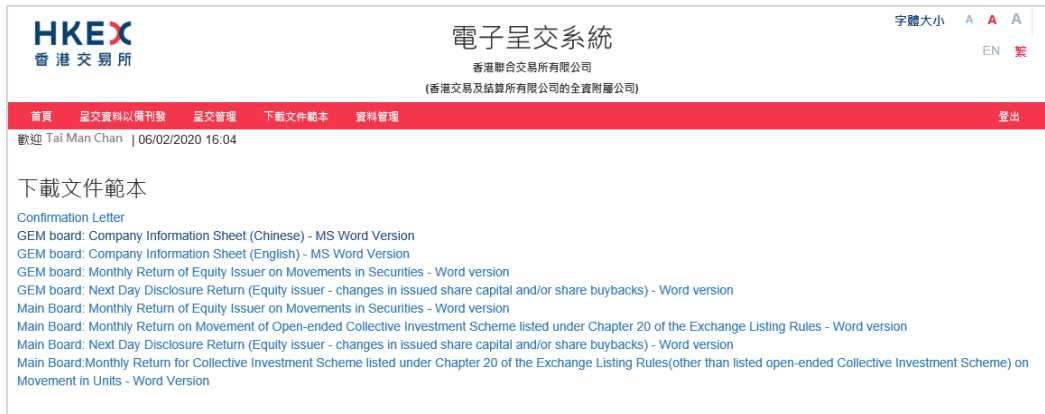 HKEX
香港交易所
字體大小 A A A
EN 繁
電子呈交系統
香港聯合交易所有限公司
(香港交易及結算所有限公司的全資附屬公司)
首頁 呈交資料以備刊發 呈交管理 下載文件範本 資料管理 登出
歡迎 Tai Man Chan | 06/02/2020 16:04
下載文件範本
Confirmation Letter
GEM board: Company Information Sheet (Chinese) - MS Word Version
GEM board: Company Information Sheet (English) - MS Word Version
GEM board: Monthly Return of Equity Issuer on Movements in Securities - Word version
GEM board: Next Day Disclosure Return (Equity issuer - changes in issued share capital and/or share buybacks) - Word version
Main Board: Monthly Return of Equity Issuer on Movements in Securities - Word version
Main Board: Monthly Return on Movement of Open-ended Collective Investment Scheme listed under Chapter 20 of the Exchange Listing Rules - Word version
Main Board: Next Day Disclosure Return (Equity issuer - changes in issued share capital and/or share buybacks) - Word version
Main Board:Monthly Return for Collective Investment Scheme listed under Chapter 20 of the Exchange Listing Rules(other than listed open-ended Collective Investment Scheme) on
Movement in Units - Word Version